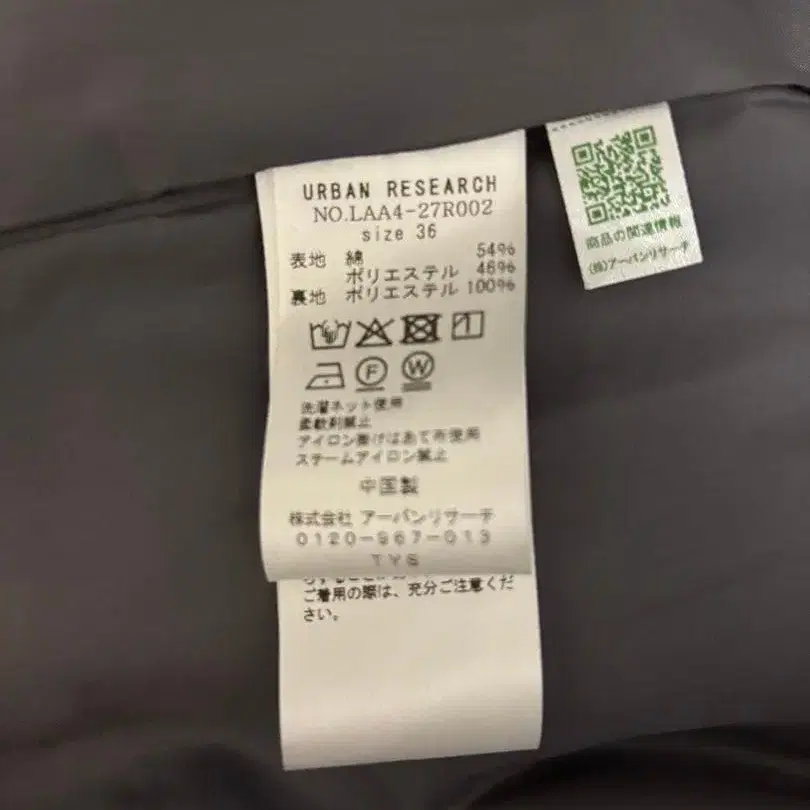 URBAN RESEARCH
NO.LAA4-27R002
size 36
表地 綿 54%
ポリエステル 46%
裏地 ポリエステル 100%
F W
洗濯ネット使用
柔軟剤禁止
アイロン掛けはあて布使用
スチームアイロン禁止
中国製
株式会社 アーバンリサーチ
0120-967-013
TYS
ご着用の際は、充分ご注意くだ
さい。
商品の関連情報
(株)アーバンリサーチ